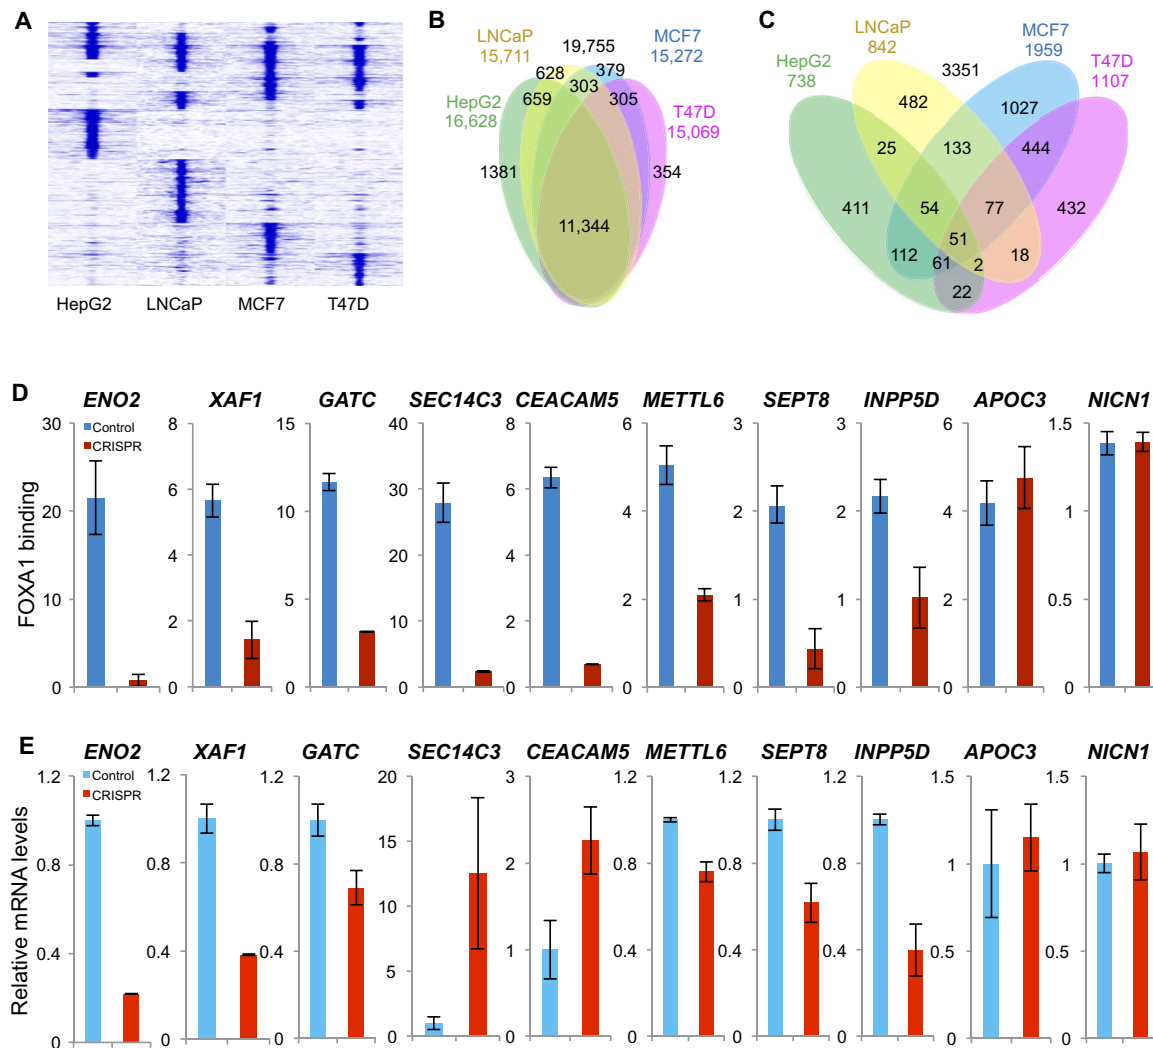 A
HepG2 LNCaP MCF7 T47D
B
LNCaP 15,711
19,755
MCF7 15,272
HepG2 16,628
T47D 15,069
628 379
303
659 305
1381 354
11,344
C
LNCaP 842
MCF7 1959
HepG2 738
3351
T47D 1107
482 1027
25 133 444
411 54 77 432
51
112 61 2 18
22
D
ENO2 XAF1 GATC SEC14C3 CEACAM5 METTL6 SEPT8 INPP5D APOC3 NICN1
Control
CRISPR
FOXA1 binding
30 20 10 0
8 6 4 2 0
15 10 5 0
40 30 20 10 0
8 6 4 2 0
6 4 2 0
3 2 1 0
3 2 1 0
6 4 2 0
1.5 1 0.5 0
E
ENO2 XAF1 GATC SEC14C3 CEACAM5 METTL6 SEPT8 INPP5D APOC3 NICN1
Control
CRISPR
Relative mRNA levels
1.2 0.8 0.4 0
1.2 0.8 0.4 0
1.2 0.8 0.4 0
20 15 10 5 0
3 2 1 0
1.2 0.8 0.4 0
1.2 0.8 0.4 0
1.2 0.8 0.4 0
1.5 1 0.5 0
1.5 1 0.5 0